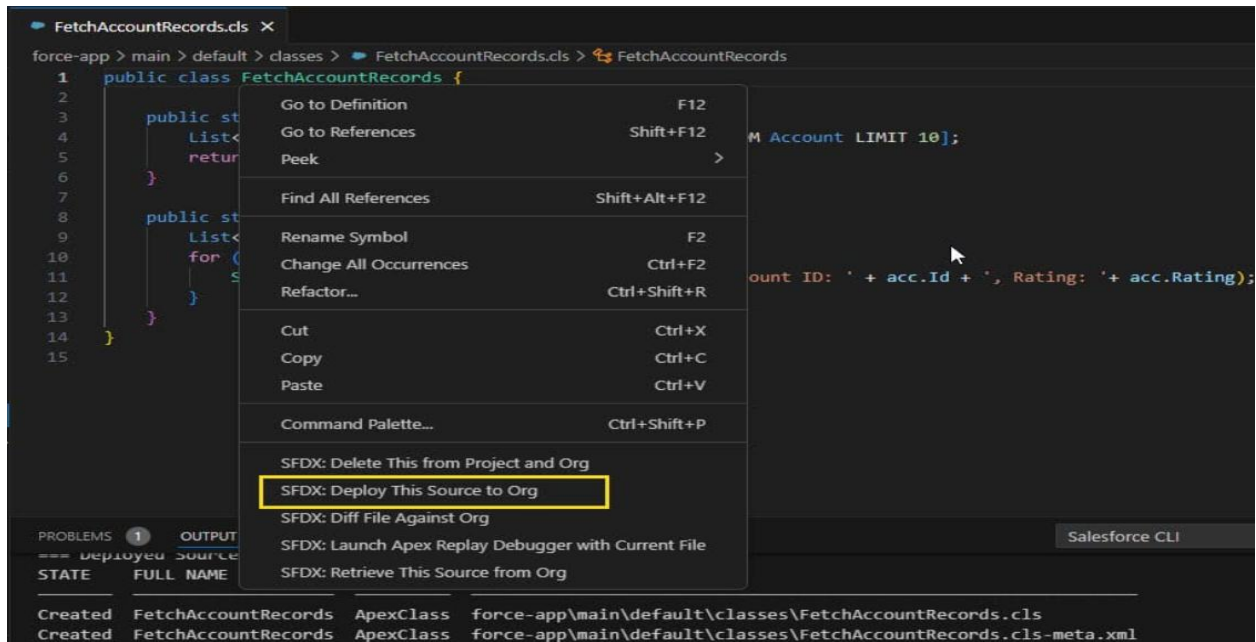 FetchAccountRecords.cls ×
force-app > main > default > classes > FetchAccountRecords.cls > FetchAccountRecords
1 public class FetchAccountRecords {
2
3 public st
4 List< M Account LIMIT 10];
5 retur
6 }
7
8 public st
9 List<
10 for (
11 S ount ID: ' + acc.Id + ', Rating: '+ acc.Rating);
12 }
13 }
14 }
15
Go to Definition F12
Go to References Shift+F12
Peek >
Find All References Shift+Alt+F12
Rename Symbol F2
Change All Occurrences Ctrl+F2
Refactor... Ctrl+Shift+R
Cut Ctrl+X
Copy Ctrl+C
Paste Ctrl+V
Command Palette... Ctrl+Shift+P
SFDX: Delete This from Project and Org
SFDX: Deploy This Source to Org
SFDX: Diff File Against Org
SFDX: Launch Apex Replay Debugger with Current File
SFDX: Retrieve This Source from Org
PROBLEMS 1 OUTPUT Salesforce CLI
=== Deployed Source
STATE FULL NAME
Created FetchAccountRecords ApexClass force-app\main\default\classes\FetchAccountRecords.cls
Created FetchAccountRecords ApexClass force-app\main\default\classes\FetchAccountRecords.cls-meta.xml